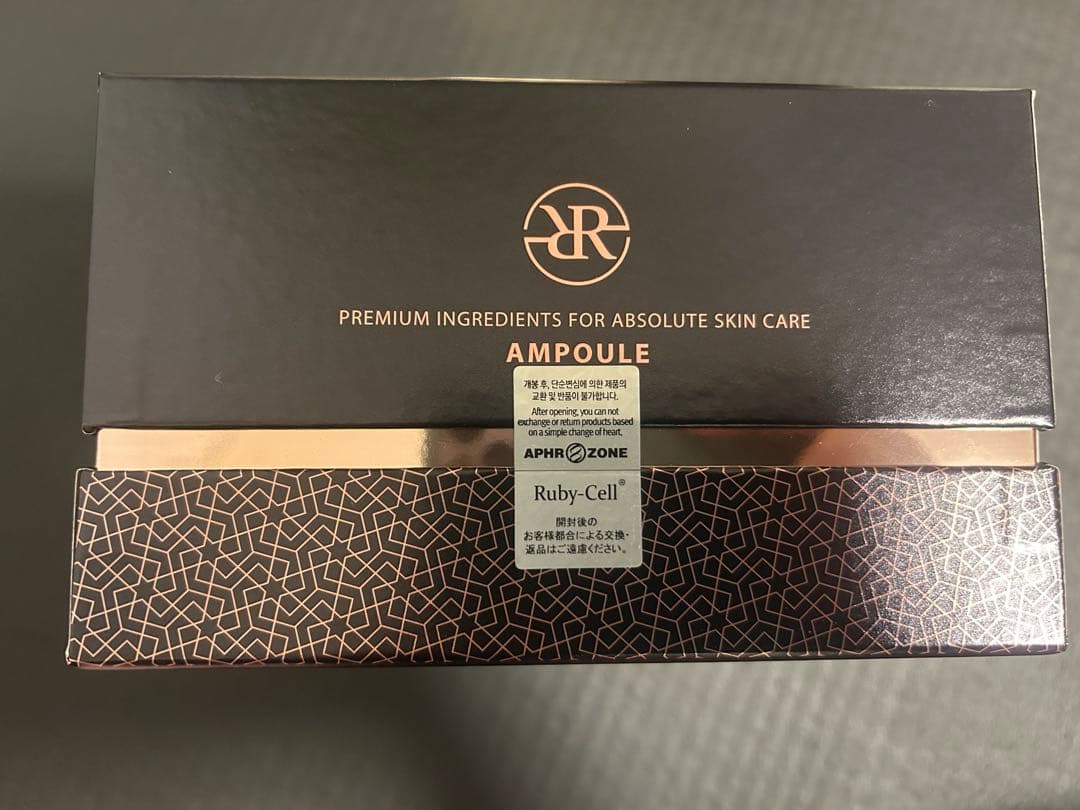 RR
PREMIUM INGREDIENTS FOR ABSOLUTE SKIN CARE
AMPOULE
개봉 후, 단순변심에 의한 제품의
교환 및 반품이 불가합니다.
After opening, you can not
exchange or return products based
on a simple change of heart.
APHROZONE
Ruby-Cell®
開封後の
お客様都合による交換・
返品はご遠慮ください。